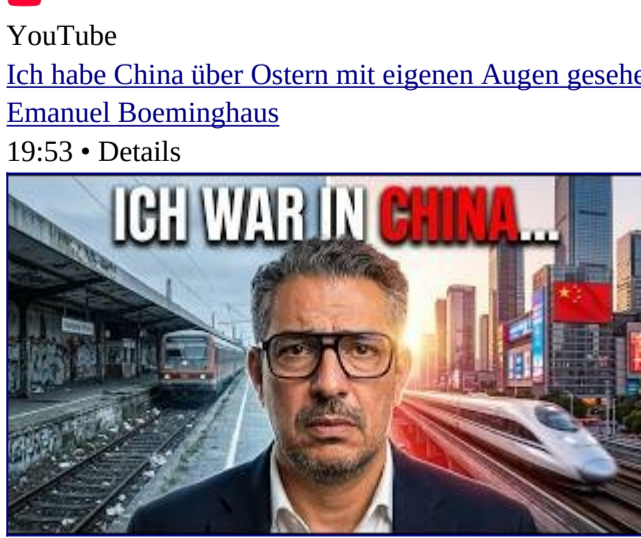 YouTube
Ich habe China über Ostern mit eigenen Augen gesehe
Emanuel Boeminghaus
19:53 • Details
ICH WAR IN CHINA...